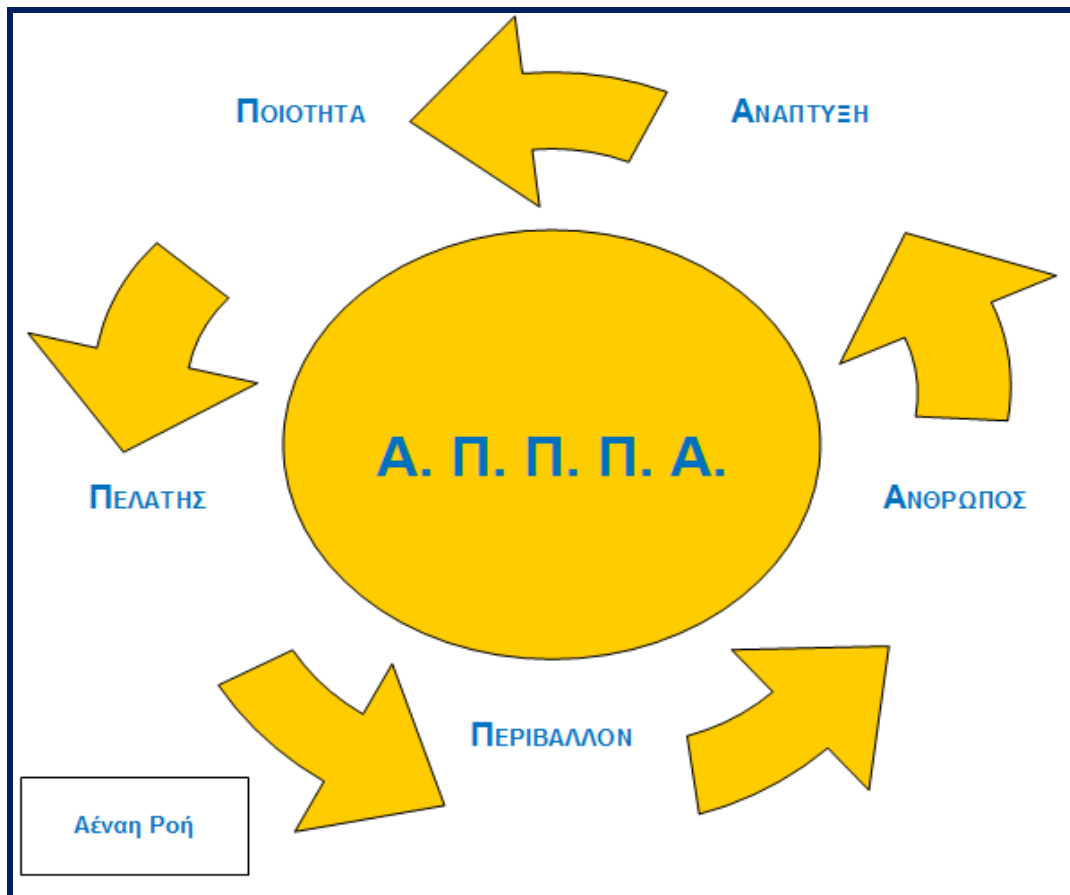 ΠΟΙΟΤΗΤΑ
ΑΝΑΠΤΥΞΗ
Α. Π. Π. Π. Α.
ΠΕΛΑΤΗΣ
ΑΝΘΡΩΠΟΣ
ΠΕΡΙΒΑΛΛΟΝ
Αέναη Ροή